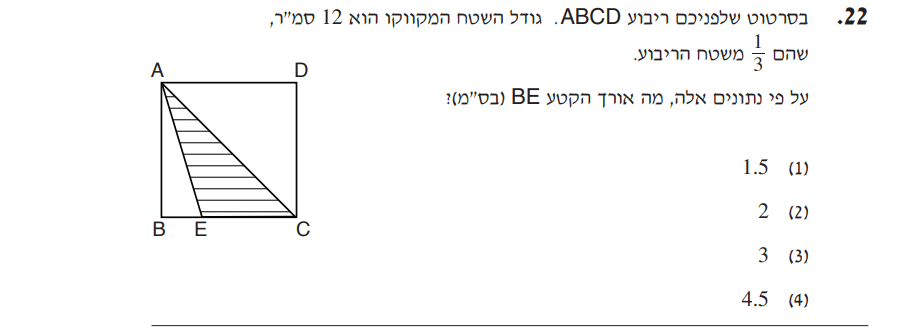 22. בסרטוט שלפניכם ריבוע ABCD. גודל השטח המקווקו הוא 12 סמ"ר,
שהם 1/3 משטח הריבוע.
על פי נתונים אלה, מה אורך הקטע BE (בס"מ)?
(1) 1.5
(2) 2
(3) 3
(4) 4.5
A D
B E C